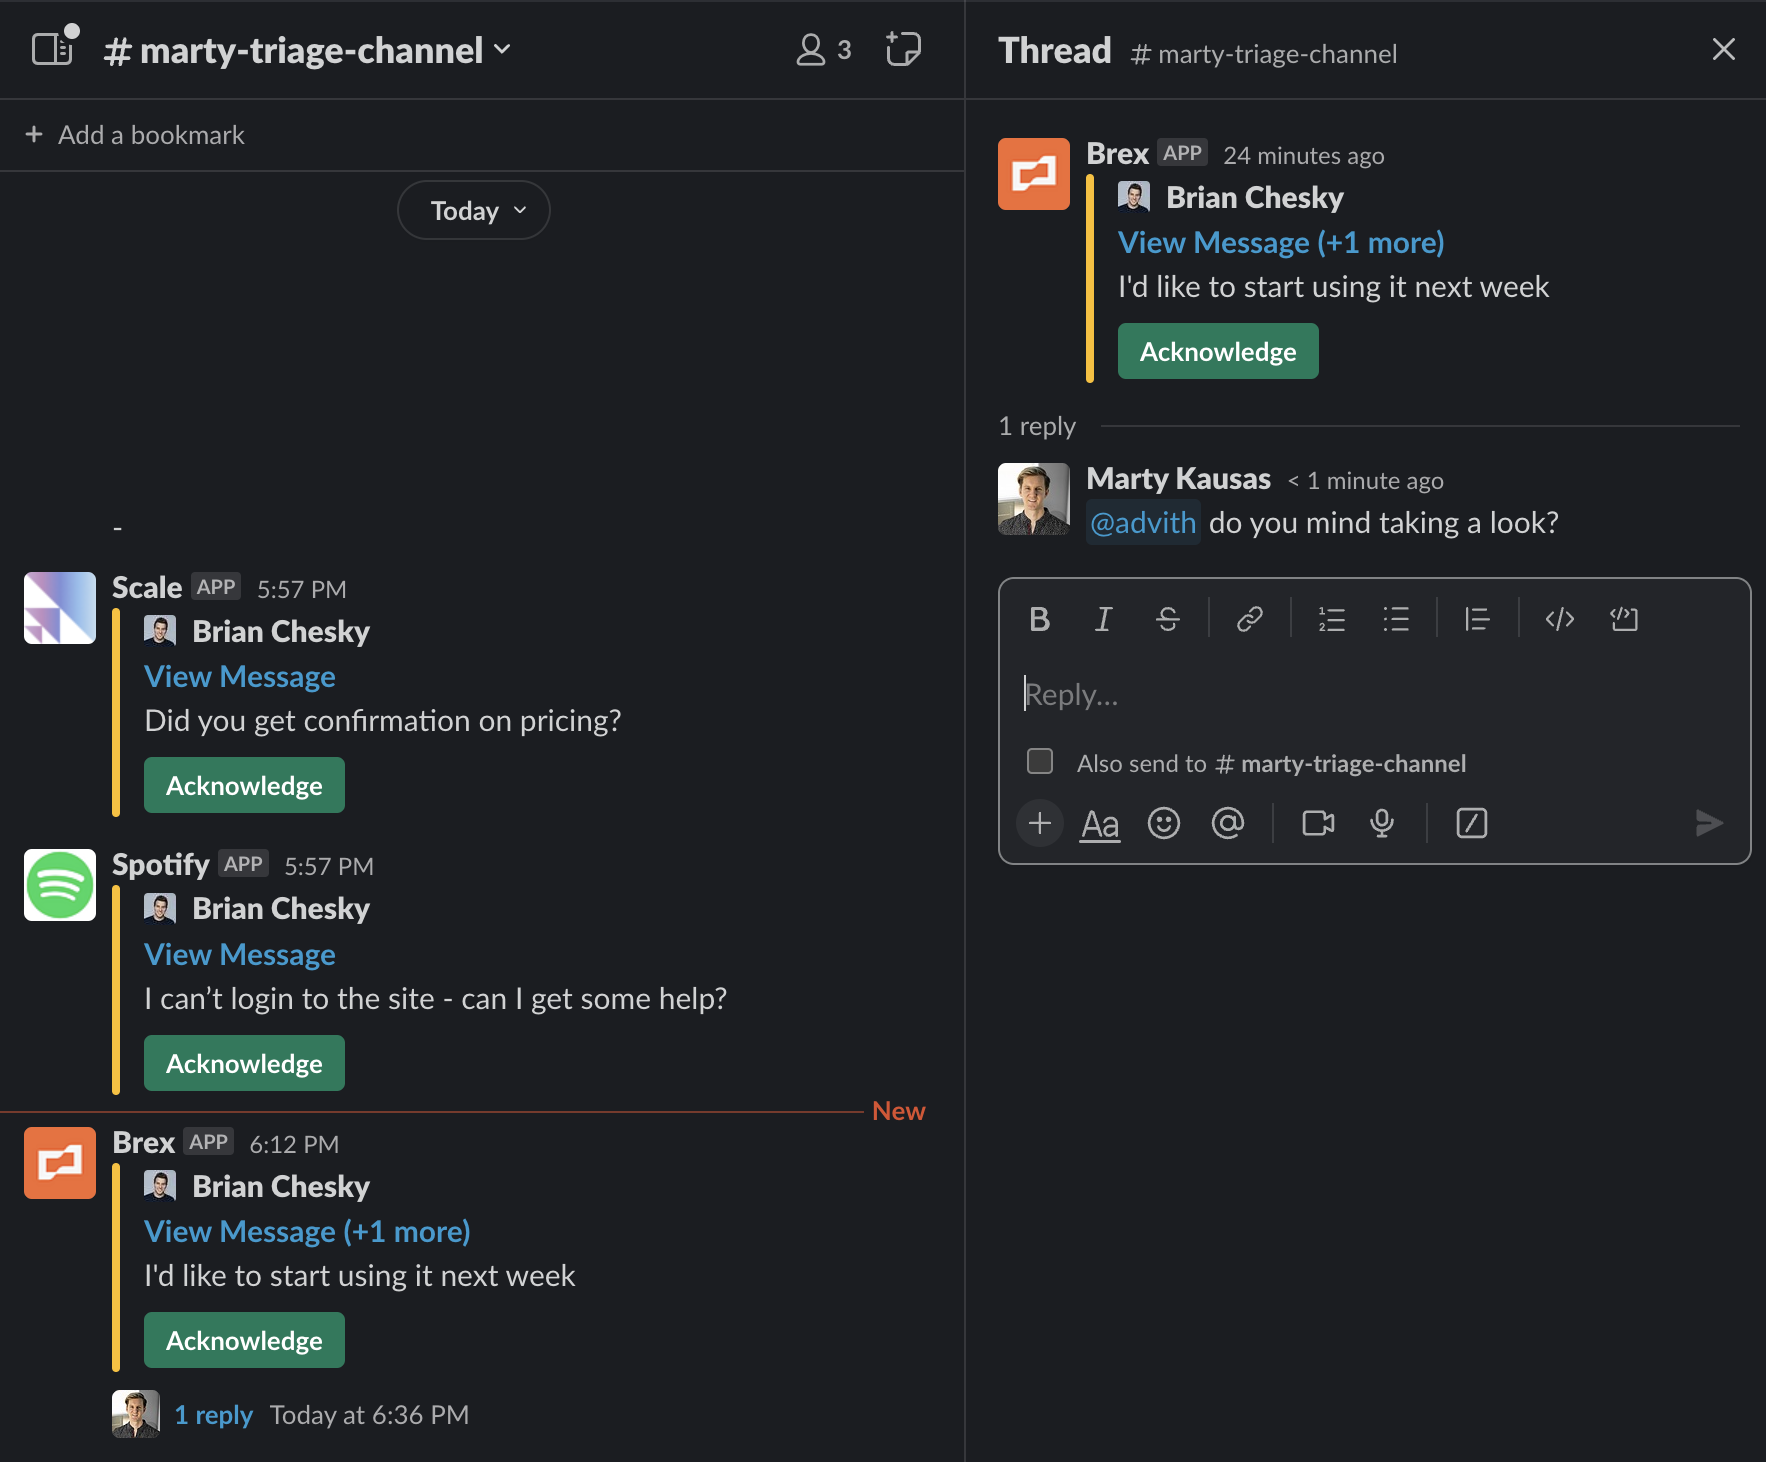 # marty-triage-channel
3
+ Add a bookmark
Today
-
Scale APP 5:57 PM
Brian Chesky
View Message
Did you get confirmation on pricing?
Acknowledge
Spotify APP 5:57 PM
Brian Chesky
View Message
I can’t login to the site - can I get some help?
Acknowledge
New
Brex APP 6:12 PM
Brian Chesky
View Message (+1 more)
I'd like to start using it next week
Acknowledge
1 reply Today at 6:36 PM
Thread # marty-triage-channel
Brex APP 24 minutes ago
Brian Chesky
View Message (+1 more)
I'd like to start using it next week
Acknowledge
1 reply
Marty Kausas < 1 minute ago
@advith do you mind taking a look?
B I S
Reply...
Also send to # marty-triage-channel
+ Aa @